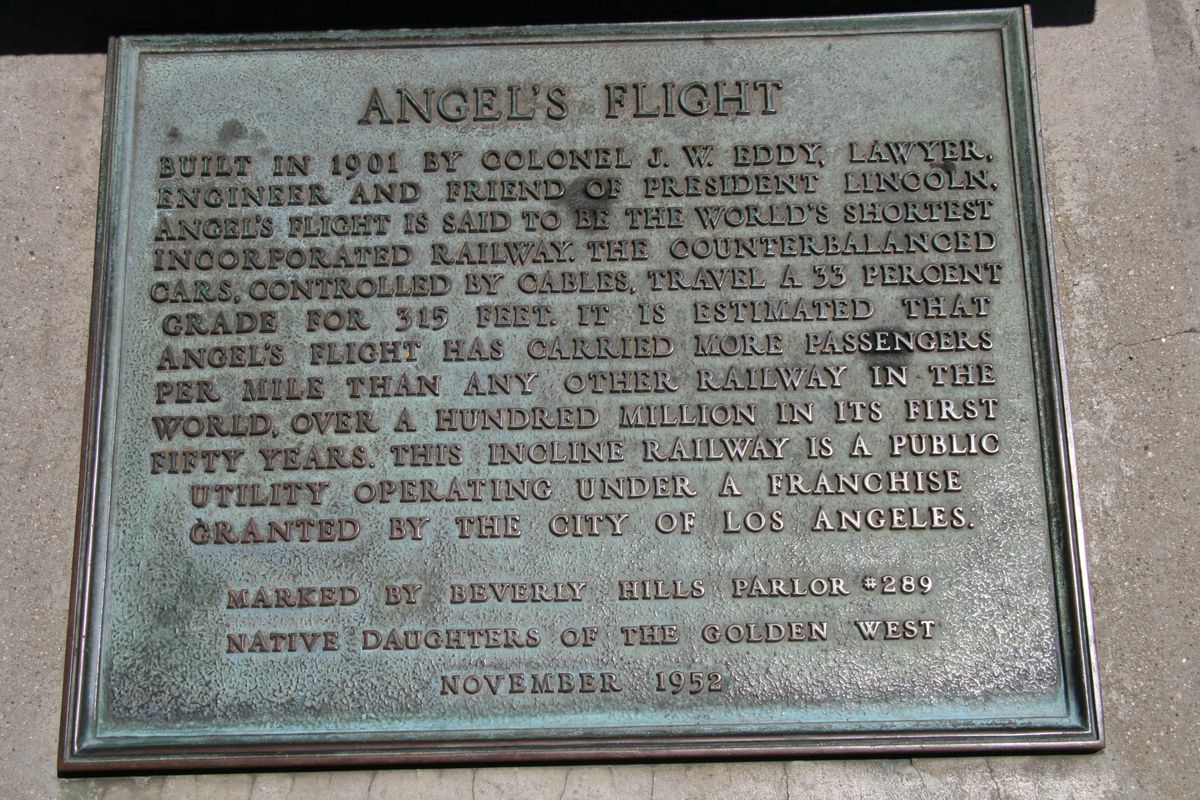 ANGEL'S FLIGHT
BUILT IN 1901 BY COLONEL J. W. EDDY, LAWYER,
ENGINEER AND FRIEND OF PRESIDENT LINCOLN,
ANGEL'S FLIGHT IS SAID TO BE THE WORLD'S SHORTEST
INCORPORATED RAILWAY. THE COUNTERBALANCED
CARS, CONTROLLED BY CABLES, TRAVEL A 33 PERCENT
GRADE FOR 315 FEET. IT IS ESTIMATED THAT
ANGEL'S FLIGHT HAS CARRIED MORE PASSENGERS
PER MILE THAN ANY OTHER RAILWAY IN THE
WORLD, OVER A HUNDRED MILLION IN ITS FIRST
FIFTY YEARS. THIS INCLINE RAILWAY IS A PUBLIC
UTILITY OPERATING UNDER A FRANCHISE
GRANTED BY THE CITY OF LOS ANGELES.
MARKED BY BEVERLY HILLS PARLOR #289
NATIVE DAUGHTERS OF THE GOLDEN WEST
NOVEMBER 1952